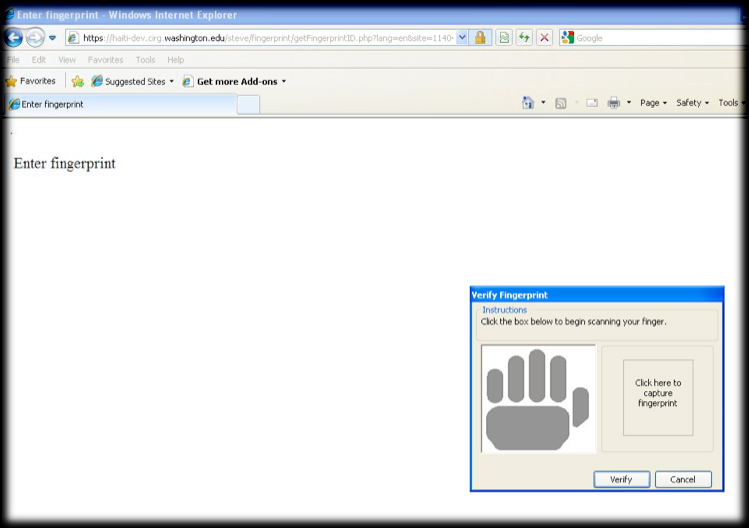 Enter fingerprint - Windows Internet Explorer
https://haiti-dev.cirg.washington.edu/steve/fingerprint/getFingerprintID.php?lang=en&site=1140-
Google
File Edit View Favorites Tools Help
Favorites Suggested Sites Get more Add-ons
Enter fingerprint
Page Safety Tools
Enter fingerprint
Verify Fingerprint
Instructions
Click the box below to begin scanning your finger.
Click here to
capture
fingerprint
Verify Cancel